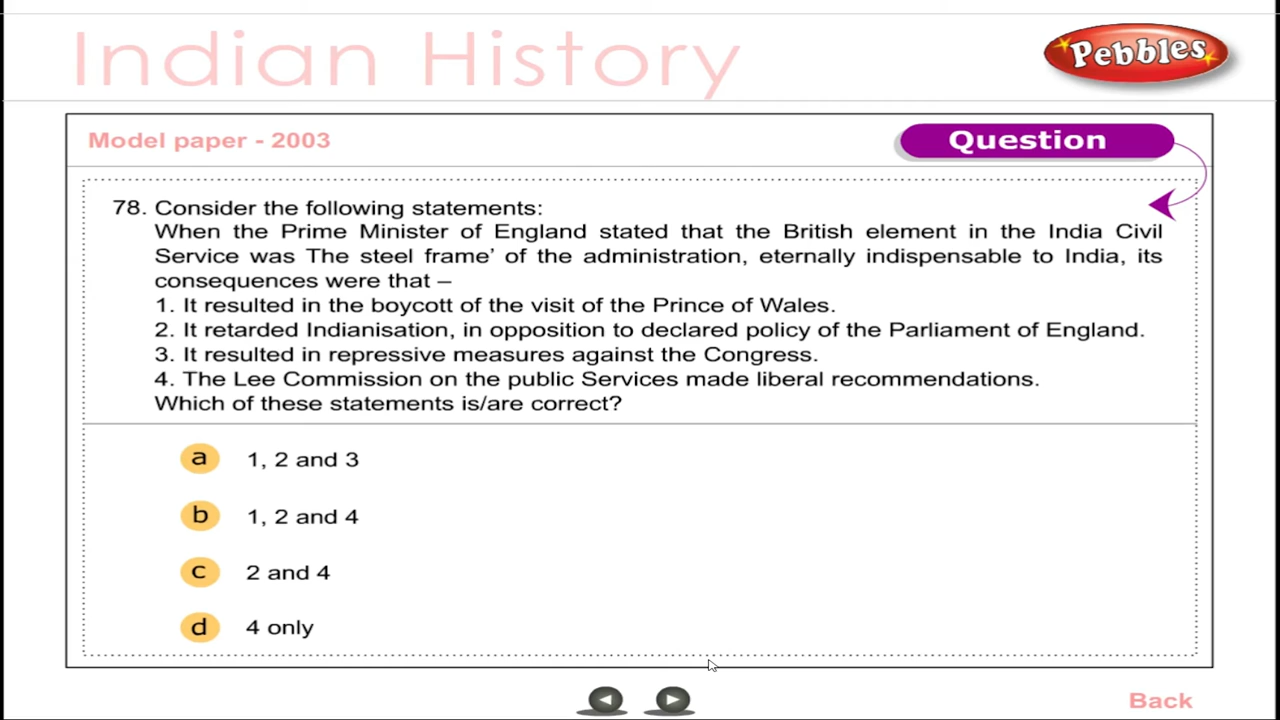 Indian History
Pebbles
Model paper - 2003
Question
78. Consider the following statements:
When the Prime Minister of England stated that the British element in the India Civil
Service was The steel frame’ of the administration, eternally indispensable to India, its
consequences were that –
1. It resulted in the boycott of the visit of the Prince of Wales.
2. It retarded Indianisation, in opposition to declared policy of the Parliament of England.
3. It resulted in repressive measures against the Congress.
4. The Lee Commission on the public Services made liberal recommendations.
Which of these statements is/are correct?
a 1, 2 and 3
b 1, 2 and 4
c 2 and 4
d 4 only
Back